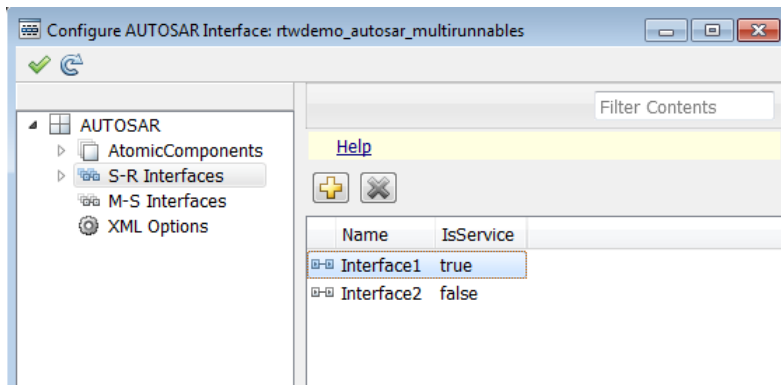 Configure AUTOSAR Interface: rtwdemo_autosar_multirunnables
Filter Contents
AUTOSAR
AtomicComponents
S-R Interfaces
M-S Interfaces
XML Options
Help
Name IsService
Interface1 true
Interface2 false